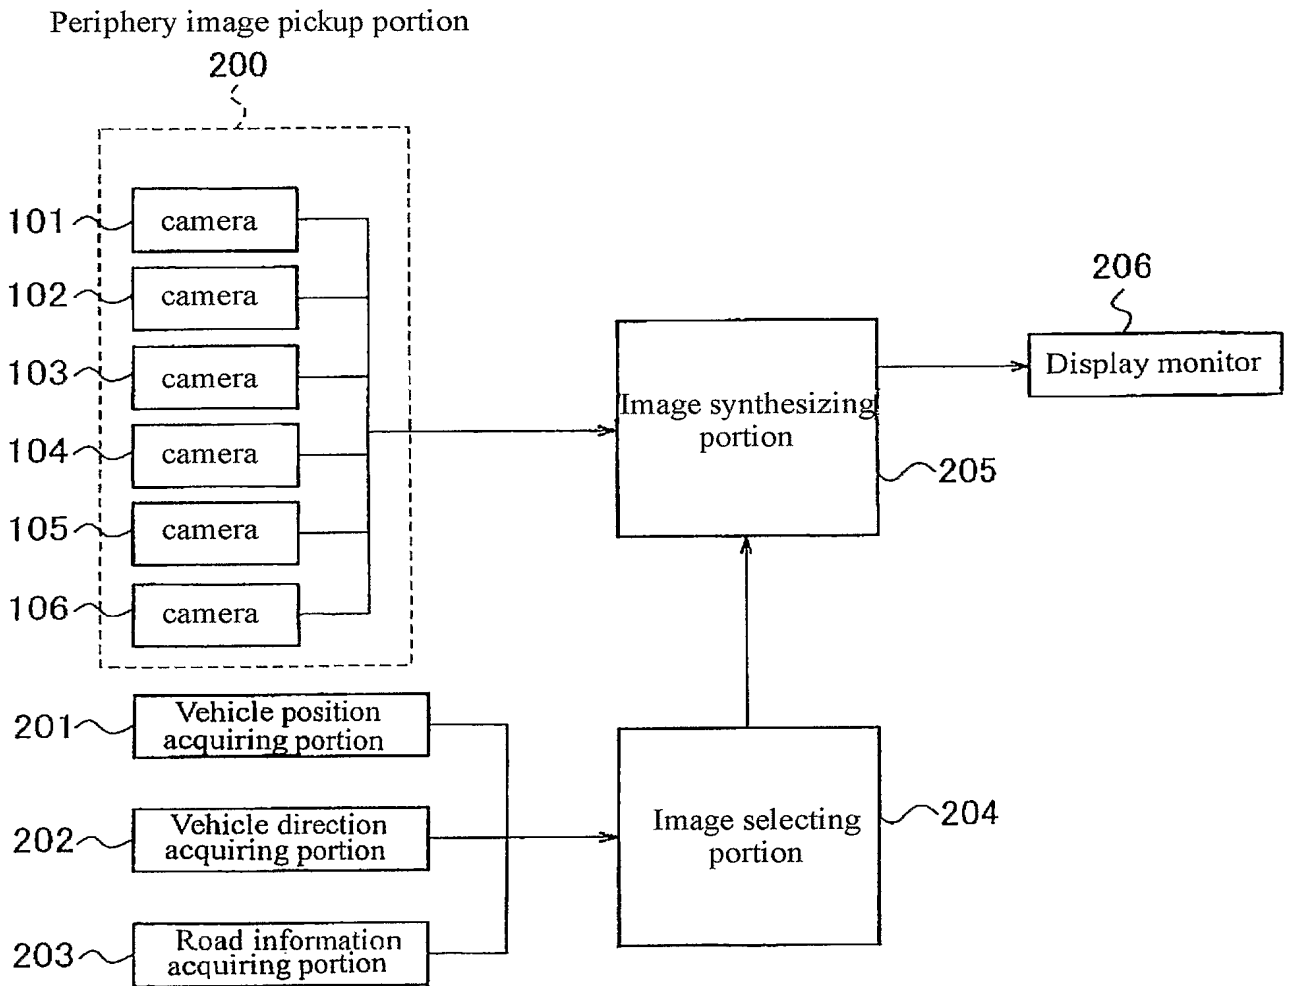 Periphery image pickup portion
200
101
camera
102
camera
103
camera
104
camera
105
camera
106
camera
206
Display monitor
Image synthesizing
portion
205
201
Vehicle position
acquiring portion
202
Vehicle direction
acquiring portion
203
Road information
acquiring portion
Image selecting
portion
204